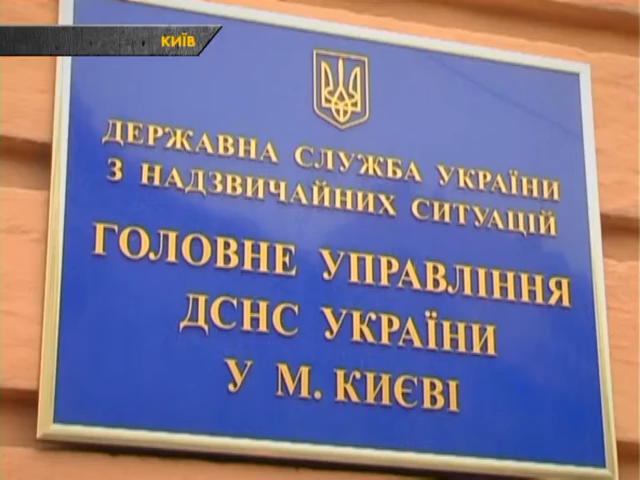 КИЇВ
ДЕРЖАВНА СЛУЖБА УКРАЇНИ
З НАДЗВИЧАЙНИХ СИТУАЦІЙ
ГОЛОВНЕ УПРАВЛІННЯ
ДСНС УКРАЇНИ
У М. КИЄВІ